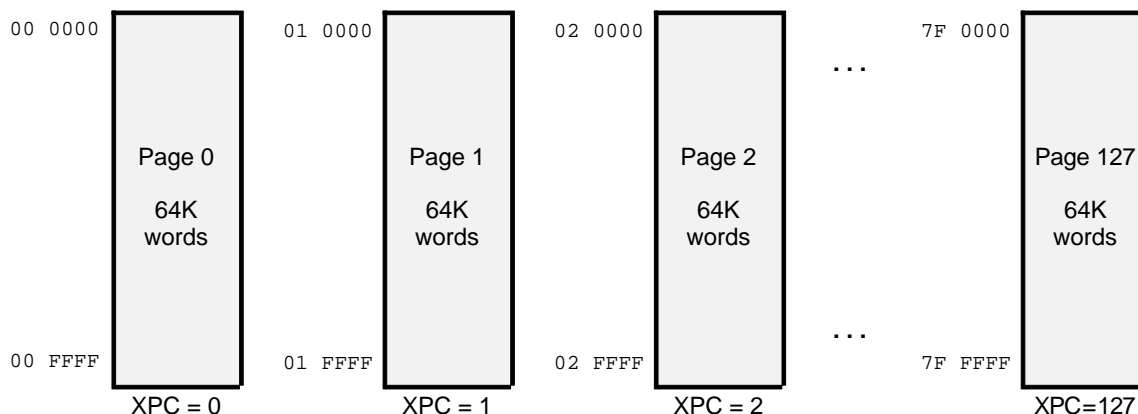 00 0000
01 0000
02 0000
7F 0000
...
Page 0
Page 1
Page 2
Page 127
64K
words
64K
words
64K
words
64K
words
...
00 FFFF
01 FFFF
02 FFFF
7F FFFF
XPC = 0
XPC = 1
XPC = 2
XPC=127